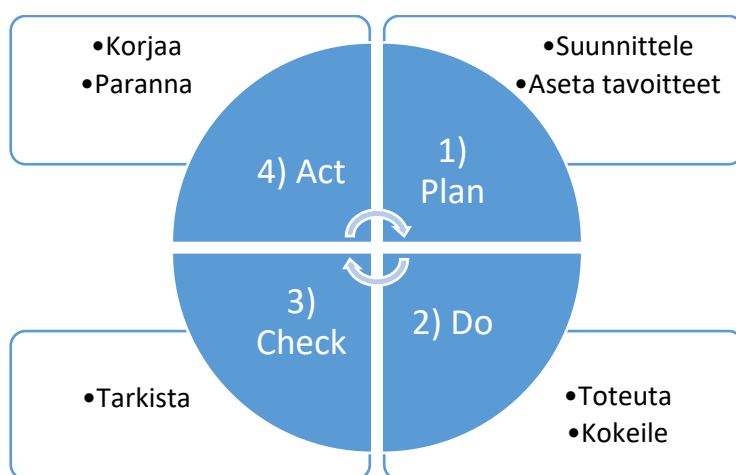 •Korjaa
•Paranna
•Suunnittele
•Aseta tavoitteet
4) Act
1)
Plan
3)
Check
2) Do
•Tarkista
•Toteuta
•Kokeile